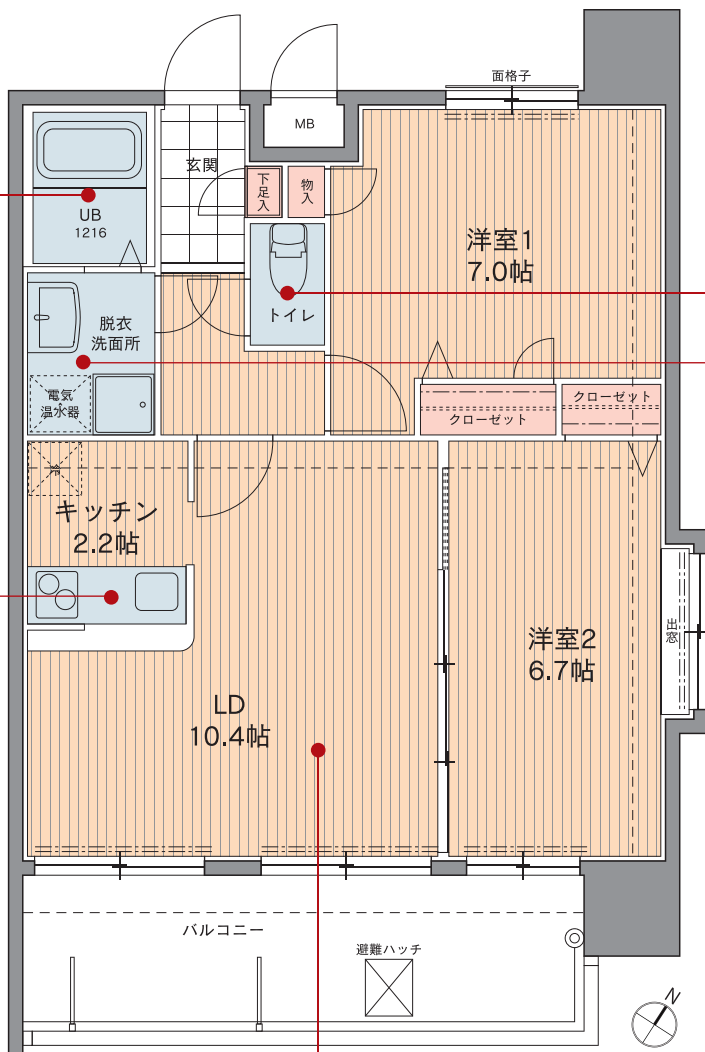 面格子
MB
玄関
下足入
物入
UB
1216
洋室1
7.0帖
トイレ
脱衣
洗面所
電気
温水器
クローゼット
クローゼット
冷
キッチン
2.2帖
洋室2
6.7帖
出窓
LD
10.4帖
バルコニー
避難ハッチ
N